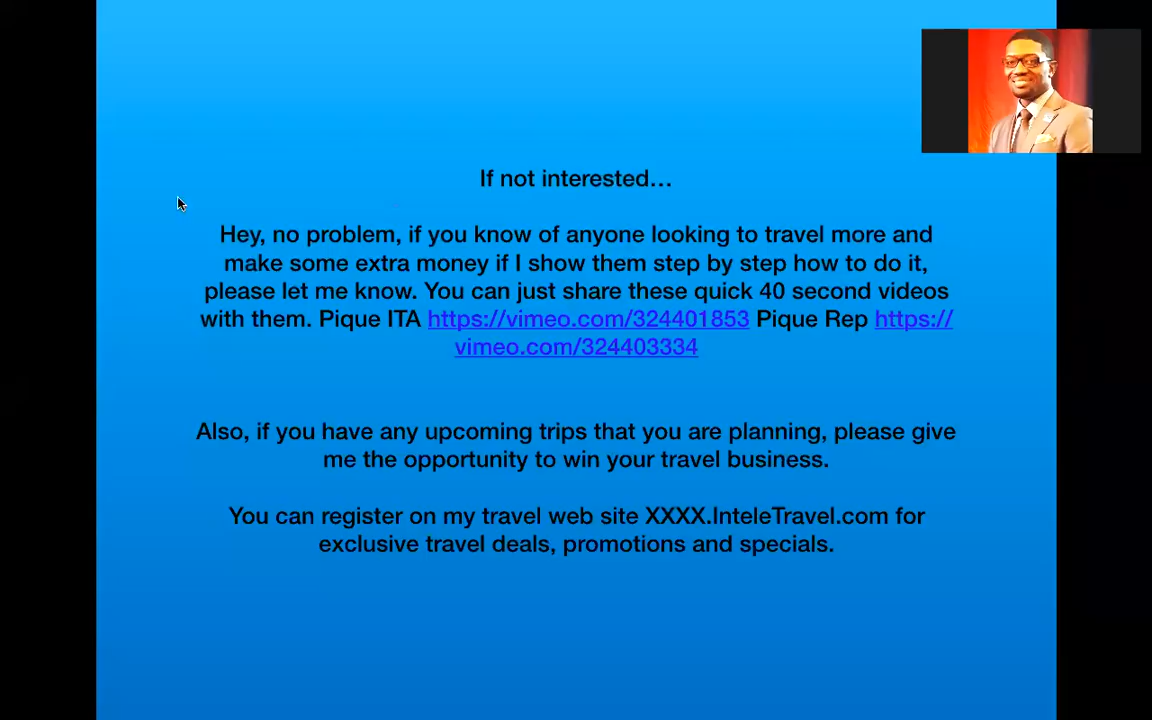 If not interested…
Hey, no problem, if you know of anyone looking to travel more and
make some extra money if I show them step by step how to do it,
please let me know. You can just share these quick 40 second videos
with them. Pique ITA https://vimeo.com/324401853 Pique Rep https://
vimeo.com/324403334
Also, if you have any upcoming trips that you are planning, please give
me the opportunity to win your travel business.
You can register on my travel web site XXXX.InteleTravel.com for
exclusive travel deals, promotions and specials.